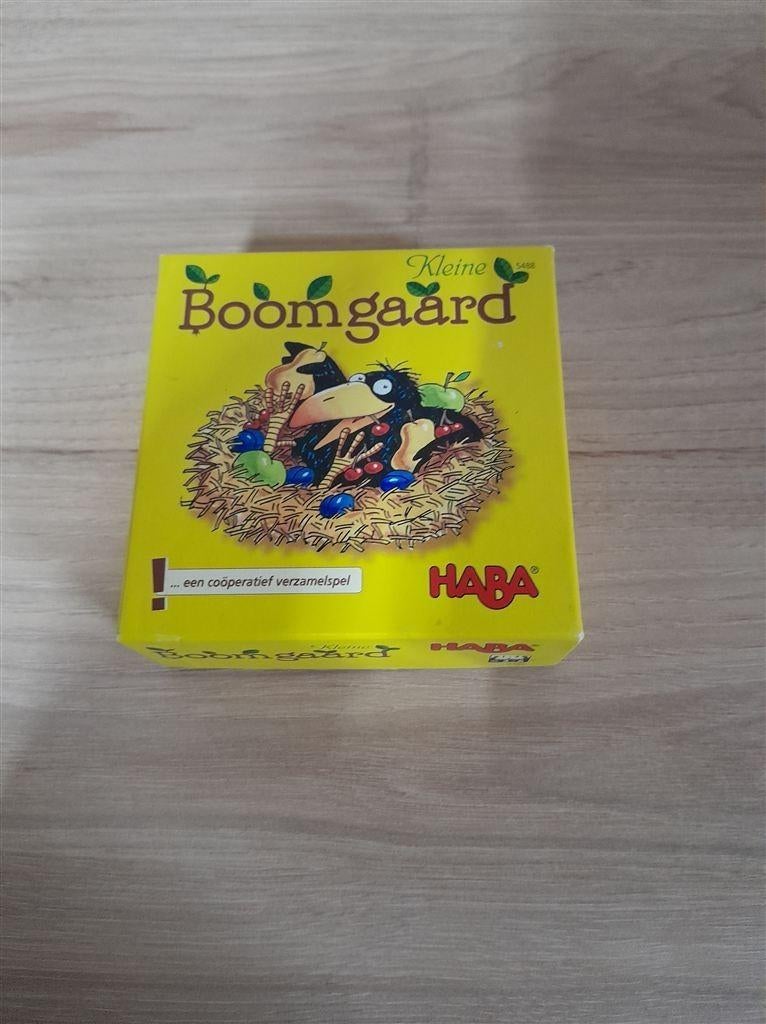 Kleine
5488
Boomgaard
! ... een coöperatief verzamelspel
HABA®
Kleine
Boomgaard
HABA